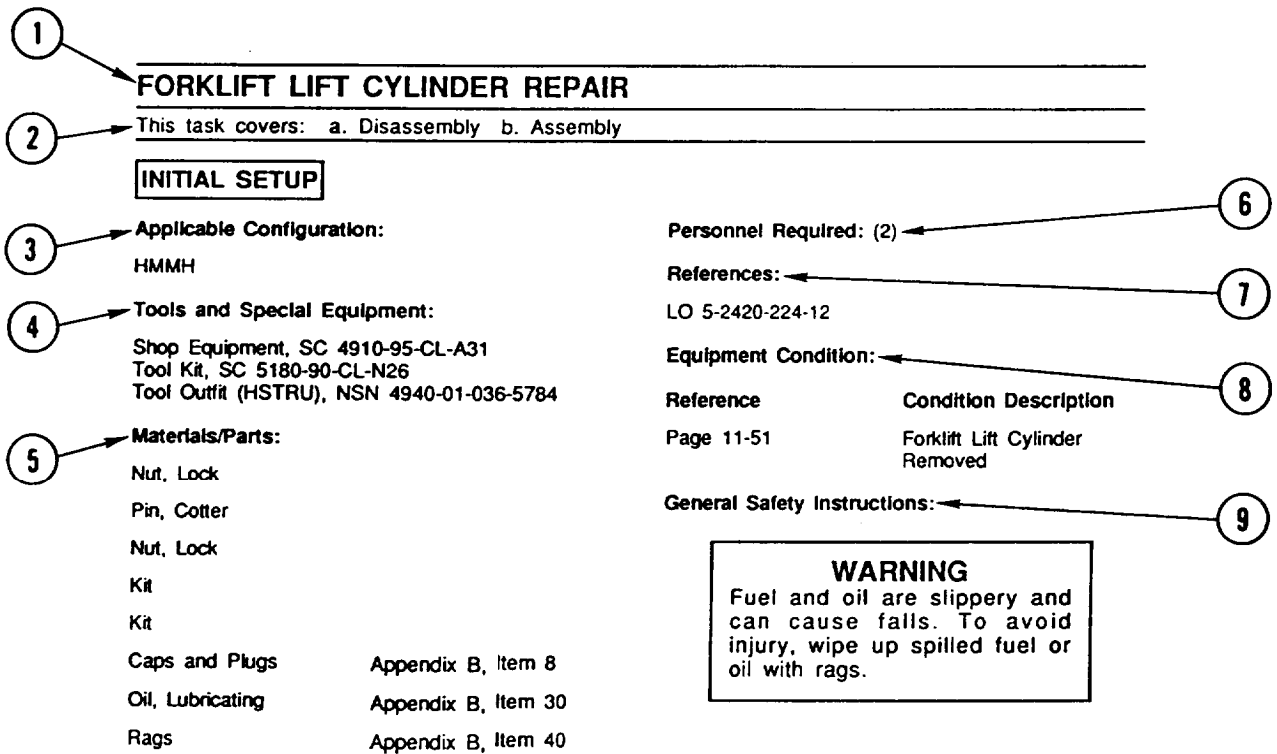 1
FORKLIFT LIFT CYLINDER REPAIR
2
This task covers: a. Disassembly b. Assembly
INITIAL SETUP
3
Applicable Configuration:
HMMH
4
Tools and Special Equipment:
Shop Equipment, SC 4910-95-CL-A31
Tool Kit, SC 5180-90-CL-N26
Tool Outfit (HSTRU), NSN 4940-01-036-5784
5
Materials/Parts:
Nut, Lock
Pin, Cotter
Nut, Lock
Kit
Kit
Caps and Plugs Appendix B, Item 8
Oil, Lubricating Appendix B, Item 30
Rags Appendix B, Item 40
6
Personnel Required: (2)
References:
7
LO 5-2420-224-12
Equipment Condition:
8
Reference Condition Description
Page 11-51 Forklift Lift Cylinder
Removed
General Safety Instructions:
9
WARNING
Fuel and oil are slippery and
can cause falls. To avoid
injury, wipe up spilled fuel or
oil with rags.